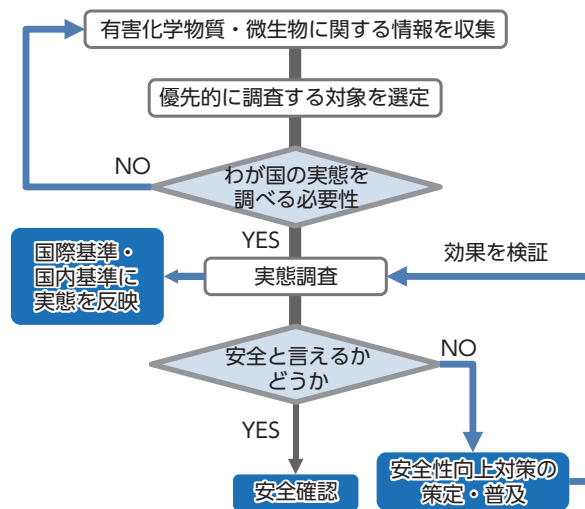 有害化学物質・微生物に関する情報を収集
優先的に調査する対象を選定
NO
わが国の実態を
調べる必要性
YES
国際基準・
国内基準に
実態を反映
実態調査
効果を検証
安全と言えるか
どうか
NO
YES
安全確認
安全性向上対策の
策定・普及